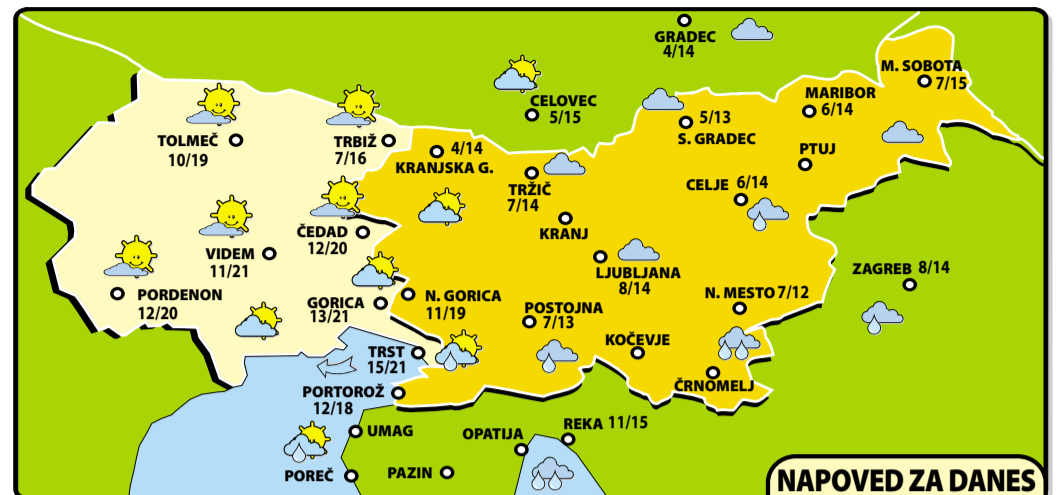 GRADEC
4/14
M. SOBOTA
7/15
CELOVEC
5/15
MARIBOR
6/14
5/13
S. GRADEC
TOLMEČ
10/19
TRBIŽ
7/16
4/14
KRANJSKA G.
PTUJ
TRŽIČ
7/14
CELJE 6/14
KRANJ
ČEDAD
12/20
VIDEM
11/21
LJUBLJANA
8/14
ZAGREB 8/14
PORDENON
12/20
GORICA
13/21
N. GORICA
11/19
POSTOJNA
7/13
N. MESTO 7/12
KOČEVJE
TRST
15/21
ČRNOMELJ
PORTOROŽ
12/18
UMAG
OPATIJA
REKA 11/15
POREČ
PAZIN
NAPOVED ZA DANES